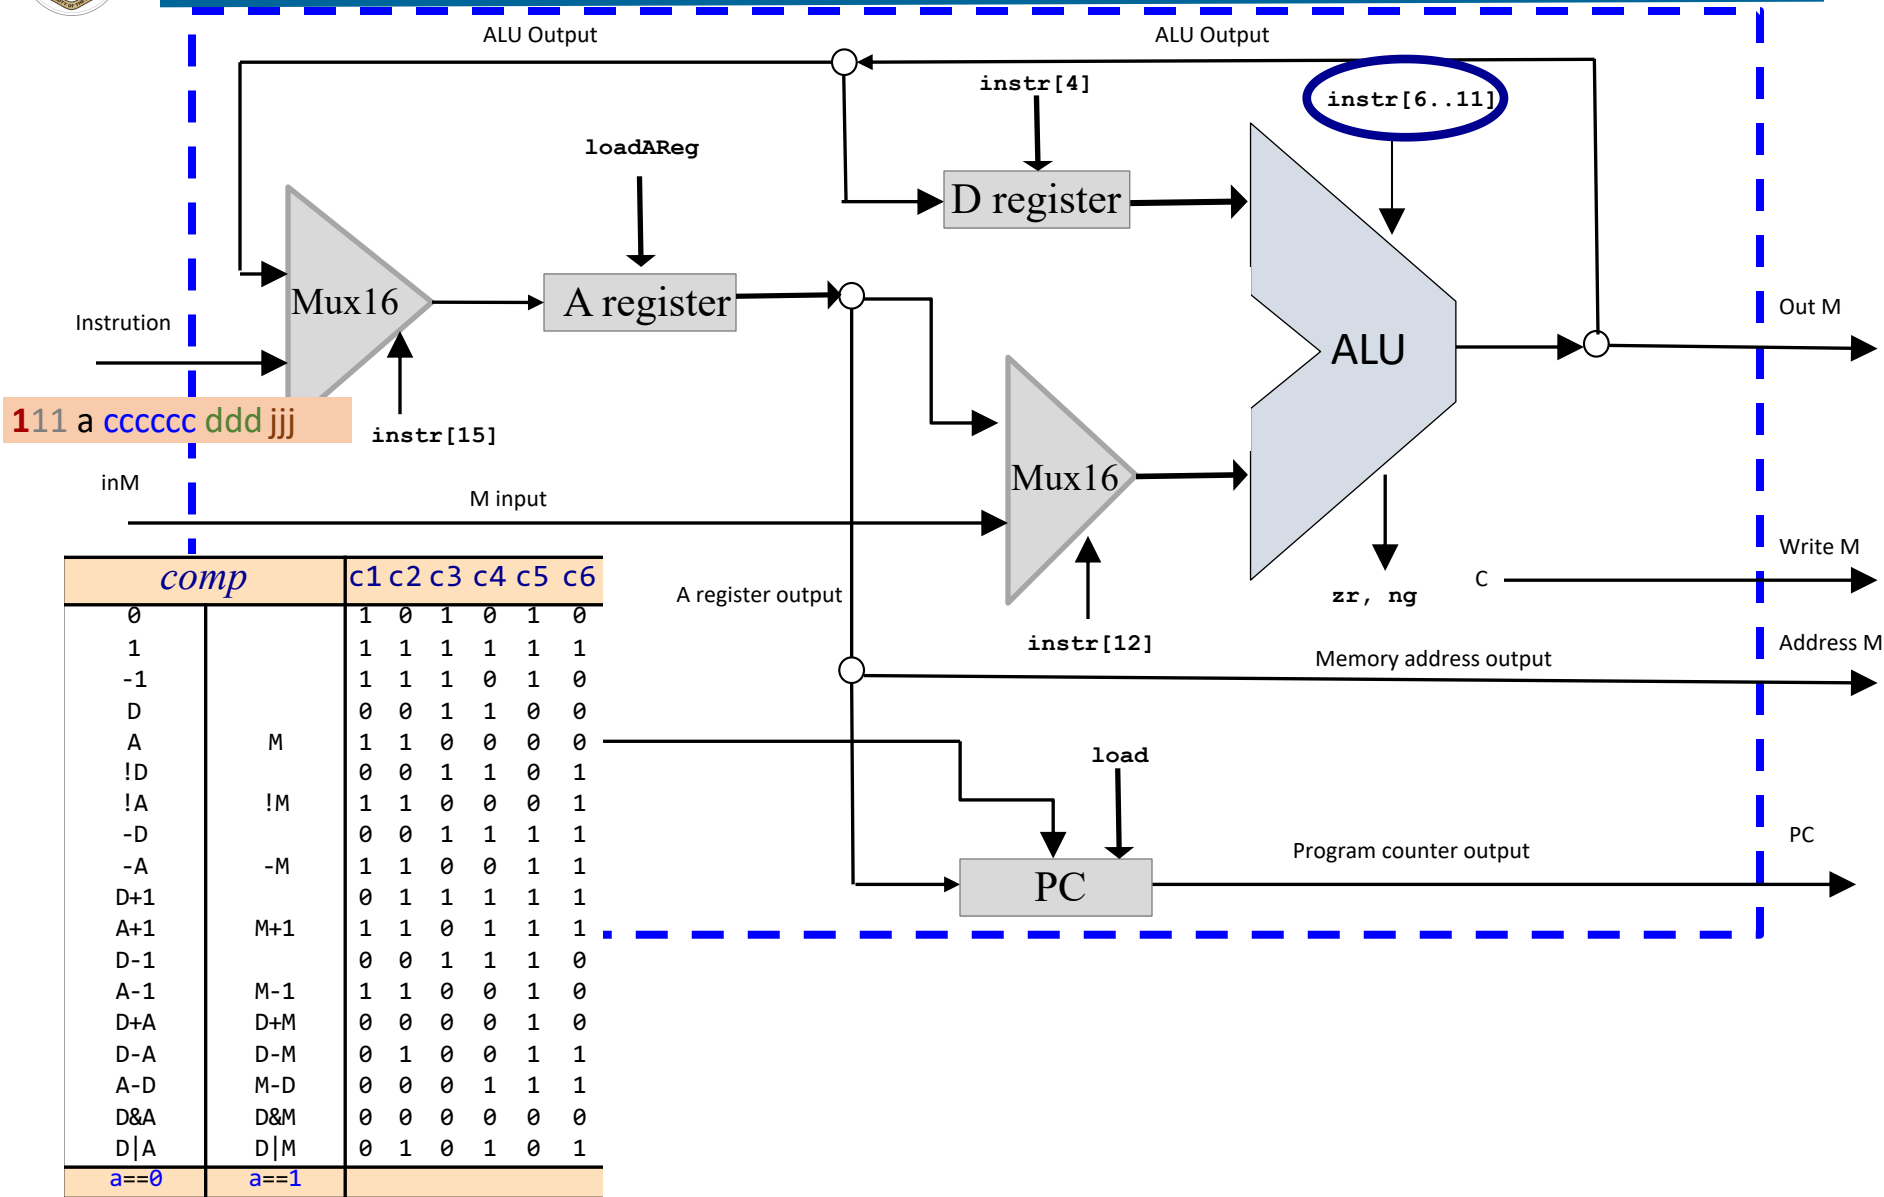 ALU Output
ALU Output
instr[4]
instr[6..11]
loadAReg
D register
Mux16
A register
Instrution
ALU
Out M
111 a cccccc ddd jjj
instr[15]
inM
M input
Mux16
Write M
comp c1 c2 c3 c4 c5 c6
A register output
C
zr, ng
0 1 0 1 0 1 0
1 1 1 1 1 1 1
instr[12]
Memory address output
Address M
-1 1 1 1 0 1 0
D 0 0 1 1 0 0
A M 1 1 0 0 0 0
load
!D 0 0 1 1 0 1
!A !M 1 1 0 0 0 1
-D 0 0 1 1 1 1
PC
-A -M 1 1 0 0 1 1
Program counter output
D+1 0 1 1 1 1 1
PC
A+1 M+1 1 1 0 1 1 1
D-1 0 0 1 1 1 0
A-1 M-1 1 1 0 0 1 0
D+A D+M 0 0 0 0 1 0
D-A D-M 0 1 0 0 1 1
A-D M-D 0 0 0 1 1 1
D&A D&M 0 0 0 0 0 0
D|A D|M 0 1 0 1 0 1
a==0 a==1